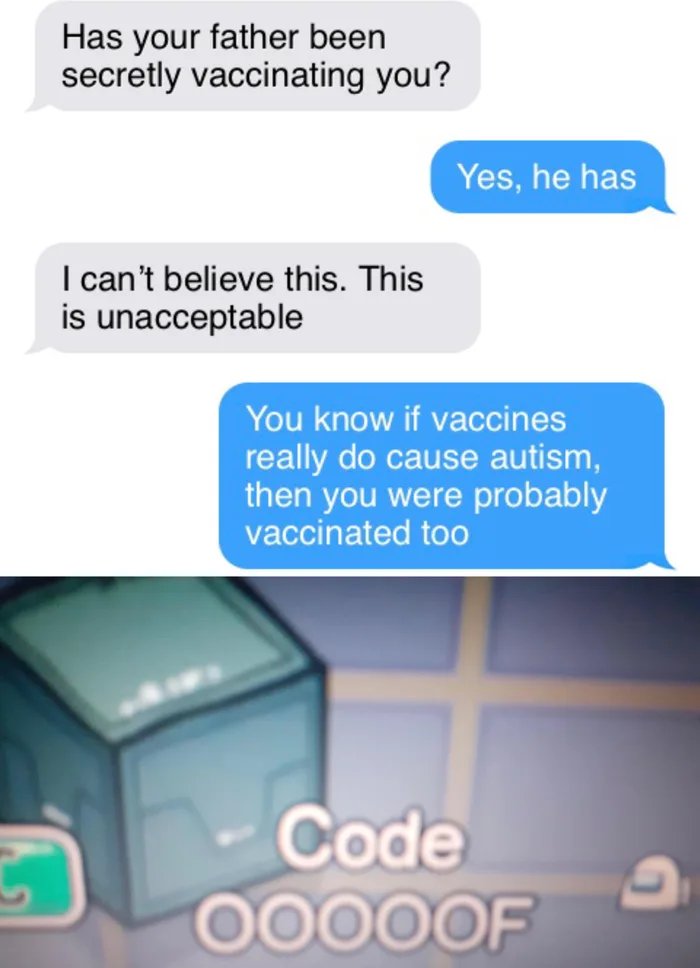 Has your father been
secretly vaccinating you?
Yes, he has
I can't believe this. This
is unacceptable
You know if vaccines
really do cause autism,
then you were probably
vaccinated too
Code
OOOOOF